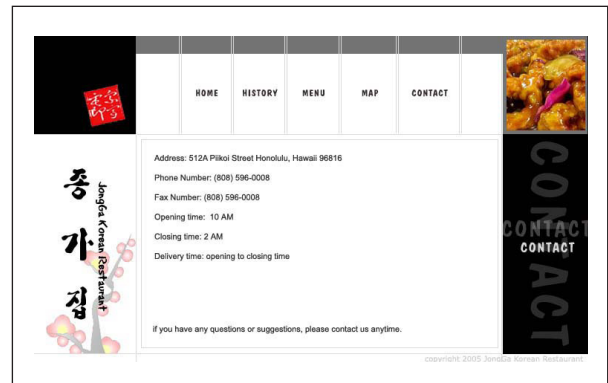 HOME HISTORY MENU MAP CONTACT
종가집
JongGa Korean Restaurant
Address: 512A Piikoi Street Honolulu, Hawaii 96816
Phone Number: (808) 596-0008
Fax Number: (808) 596-0008
Opening time: 10 AM
Closing time: 2 AM
Delivery time: opening to closing time
if you have any questions or suggestions, please contact us anytime.
CONTACT
CONTACT
CONTACT
copyright 2005 JongGa Korean Restaurant